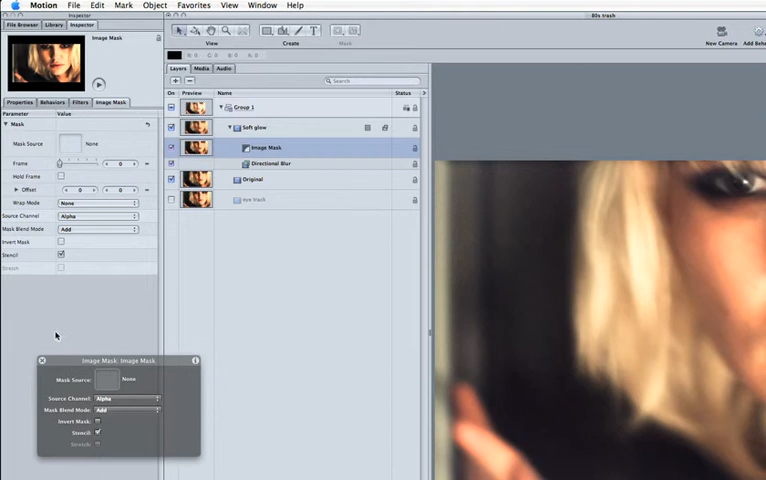 Motion File Edit Mark Object Favorites View Window Help
Inspector
80s trash
File Browser Library Inspector
Image Mask
View Create Mask New Camera
R: 0 G: 0 B: 0
Layers Media Audio
Search
Properties Behaviors Filters Image Mask
On Preview Name Status
Parameter Value
Group 1
Mask
Soft glow
Mask Source None
Image Mask
Frame 0
Directional Blur
Hold Frame
Original
Offset 0 0
eye track
Wrap Mode None
Source Channel Alpha
Mask Blend Mode Add
Invert Mask
Stencil
Stretch
Image Mask: Image Mask
Mask Source: None
Source Channel: Alpha
Mask Blend Mode: Add
Invert Mask:
Stencil:
Stretch: